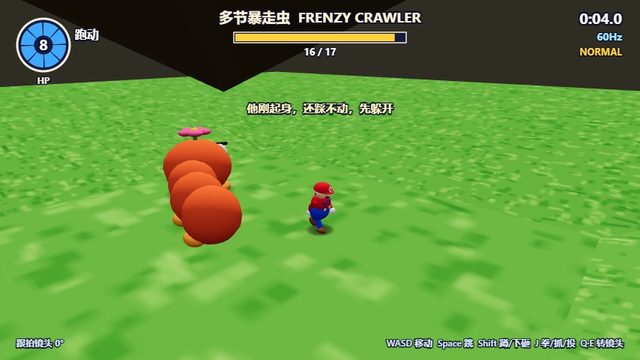 多节暴走虫 FRENZY CRAWLER
16 / 17
8
HP
跑动
0:04.0
60Hz
NORMAL
他刚起身，还踩不动，先躲开
跟拍镜头 0°
WASD 移动 Space 跳 Shift 蹲/下砸 J 拳/抓/投 Q·E 转镜头